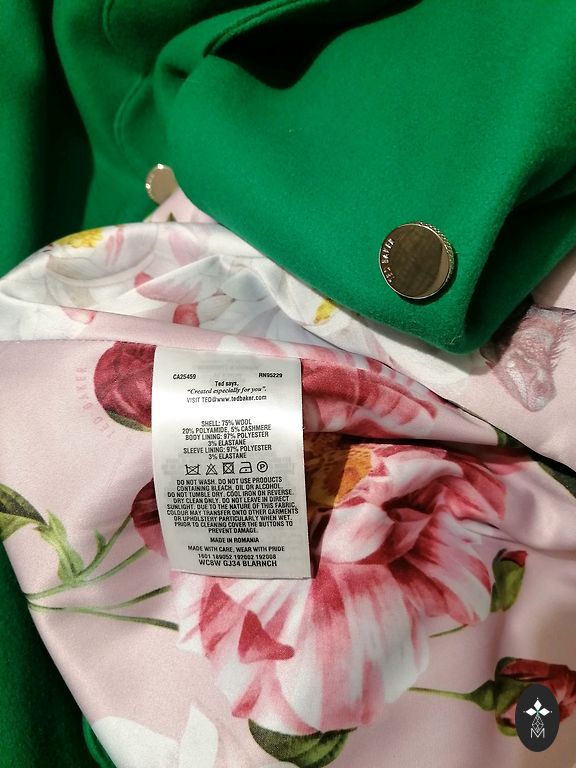 TED BAKER
CA25459 RN95229
Ted says,
"Created especially for you".
VISIT TED@www.tedbaker.com
SHELL: 75% WOOL
20% POLYAMIDE, 5% CASHMERE
BODY LINING: 97% POLYESTER
3% ELASTANE
SLEEVE LINING: 97% POLYESTER
3% ELASTANE
P
DO NOT WASH. DO NOT USE PRODUCTS
CONTAINING BLEACH, OIL OR ALCOHOL.
DO NOT TUMBLE DRY. COOL IRON ON REVERSE.
DRY CLEAN ONLY. DO NOT LEAVE IN DIRECT
SUNLIGHT. DUE TO THE NATURE OF THIS FABRIC,
COLOUR MAY TRANSFER ONTO OTHER GARMENTS
OR UPHOLSTERY PARTICULARLY WHEN WET.
PRIOR TO CLEANING COVER THE BUTTONS TO
PREVENT DAMAGE.
MADE IN ROMANIA
MADE WITH CARE, WEAR WITH PRIDE
1601 189052 192002 192008
WC8W GJ34 BLARNCH
M